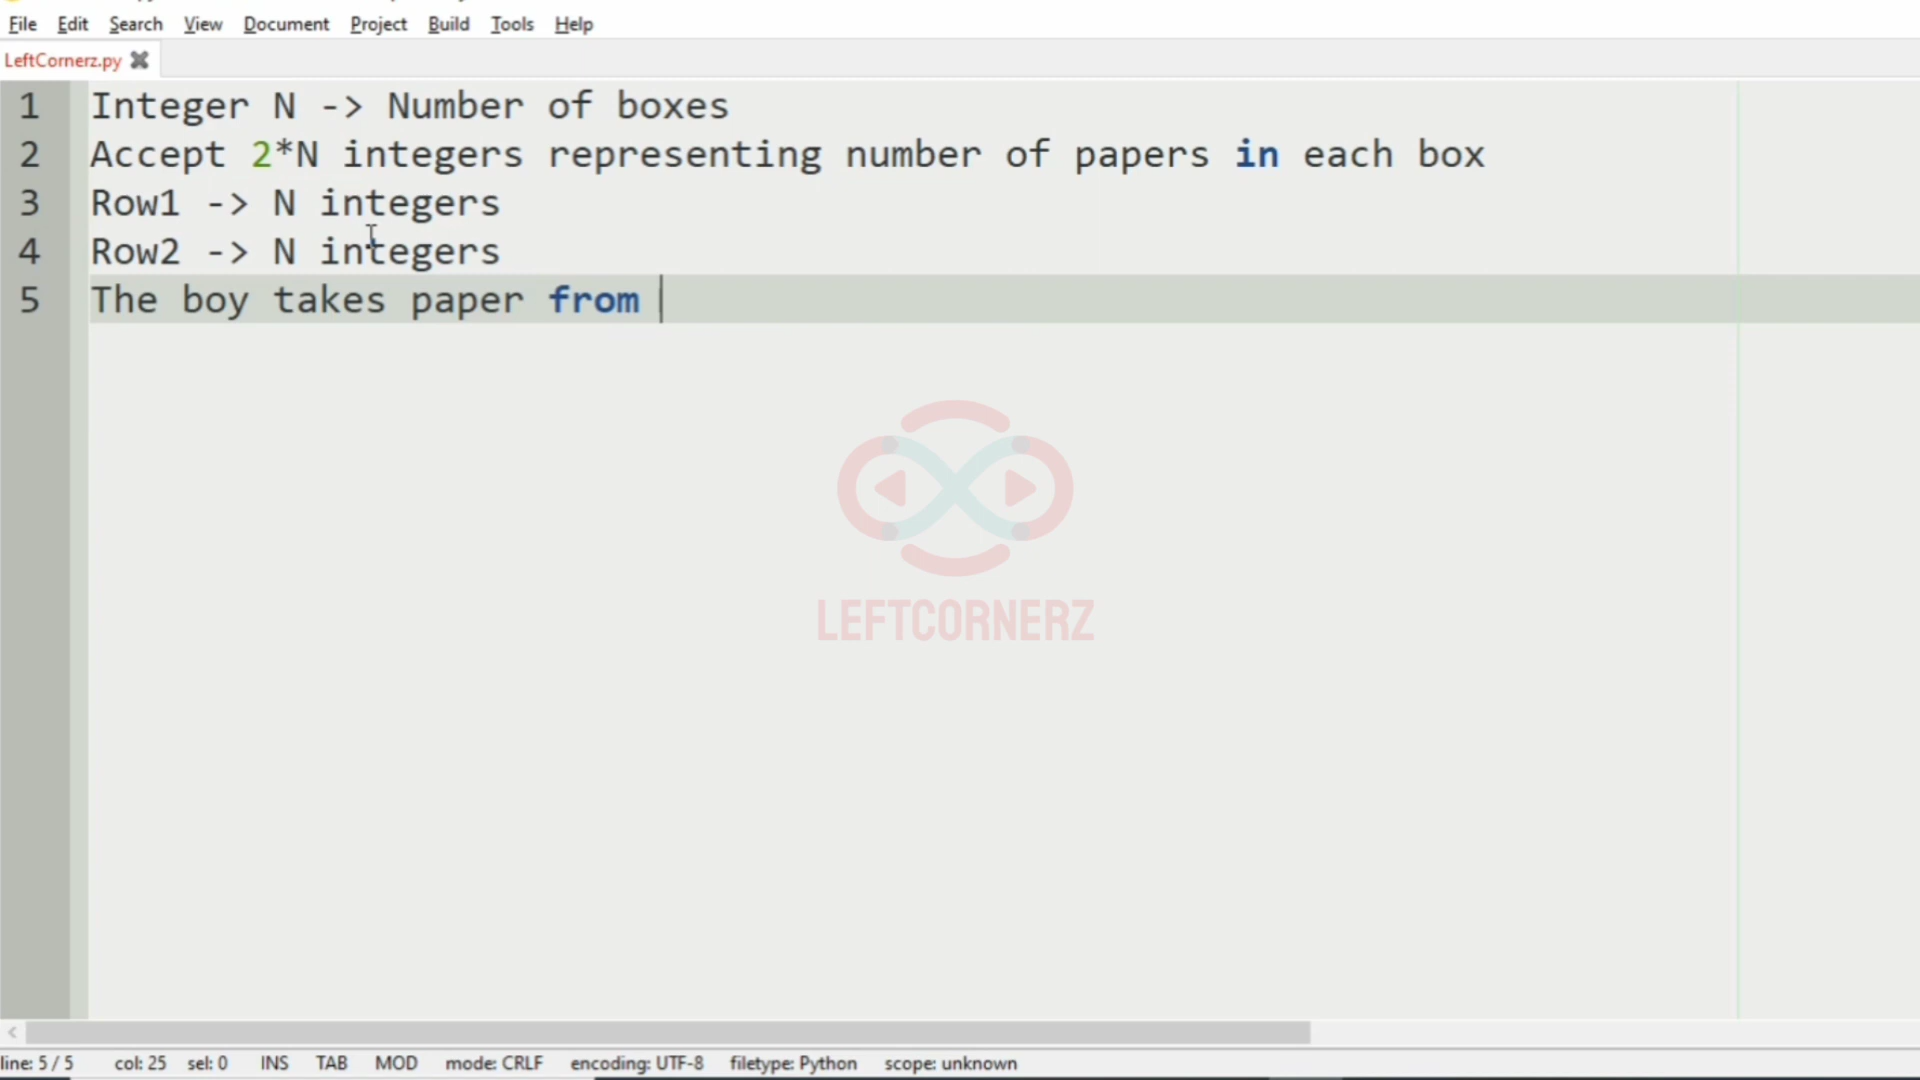 File Edit Search View Document Project Build Tools Help
LeftCornerz.py
1 Integer N -> Number of boxes
2 Accept 2*N integers representing number of papers in each box
3 Row1 -> N integers
4 Row2 -> N integers
5 The boy takes paper from
LEFTCORNERZ
line: 5 / 5 col: 25 sel: 0 INS TAB MOD mode: CRLF encoding: UTF-8 filetype: Python scope: unknown